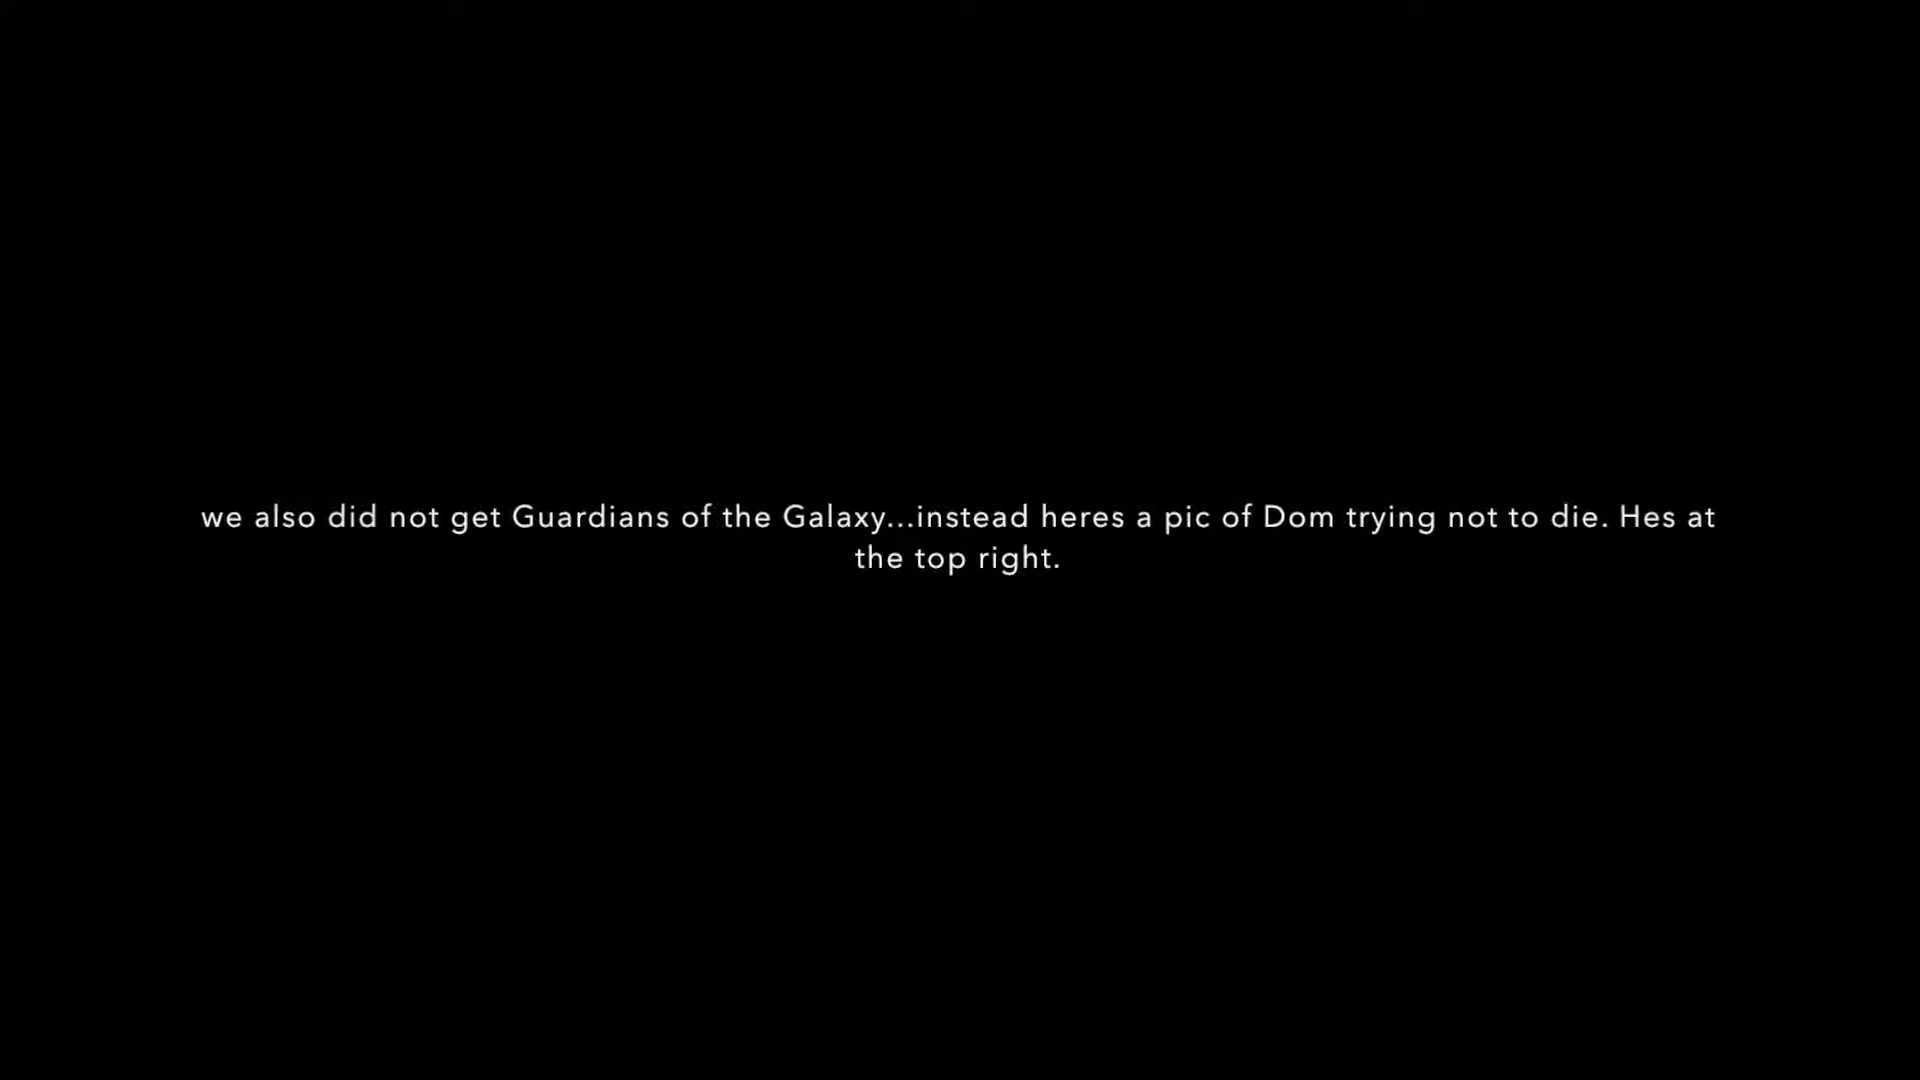 we also did not get Guardians of the Galaxy...instead heres a pic of Dom trying not to die. Hes at
the top right.